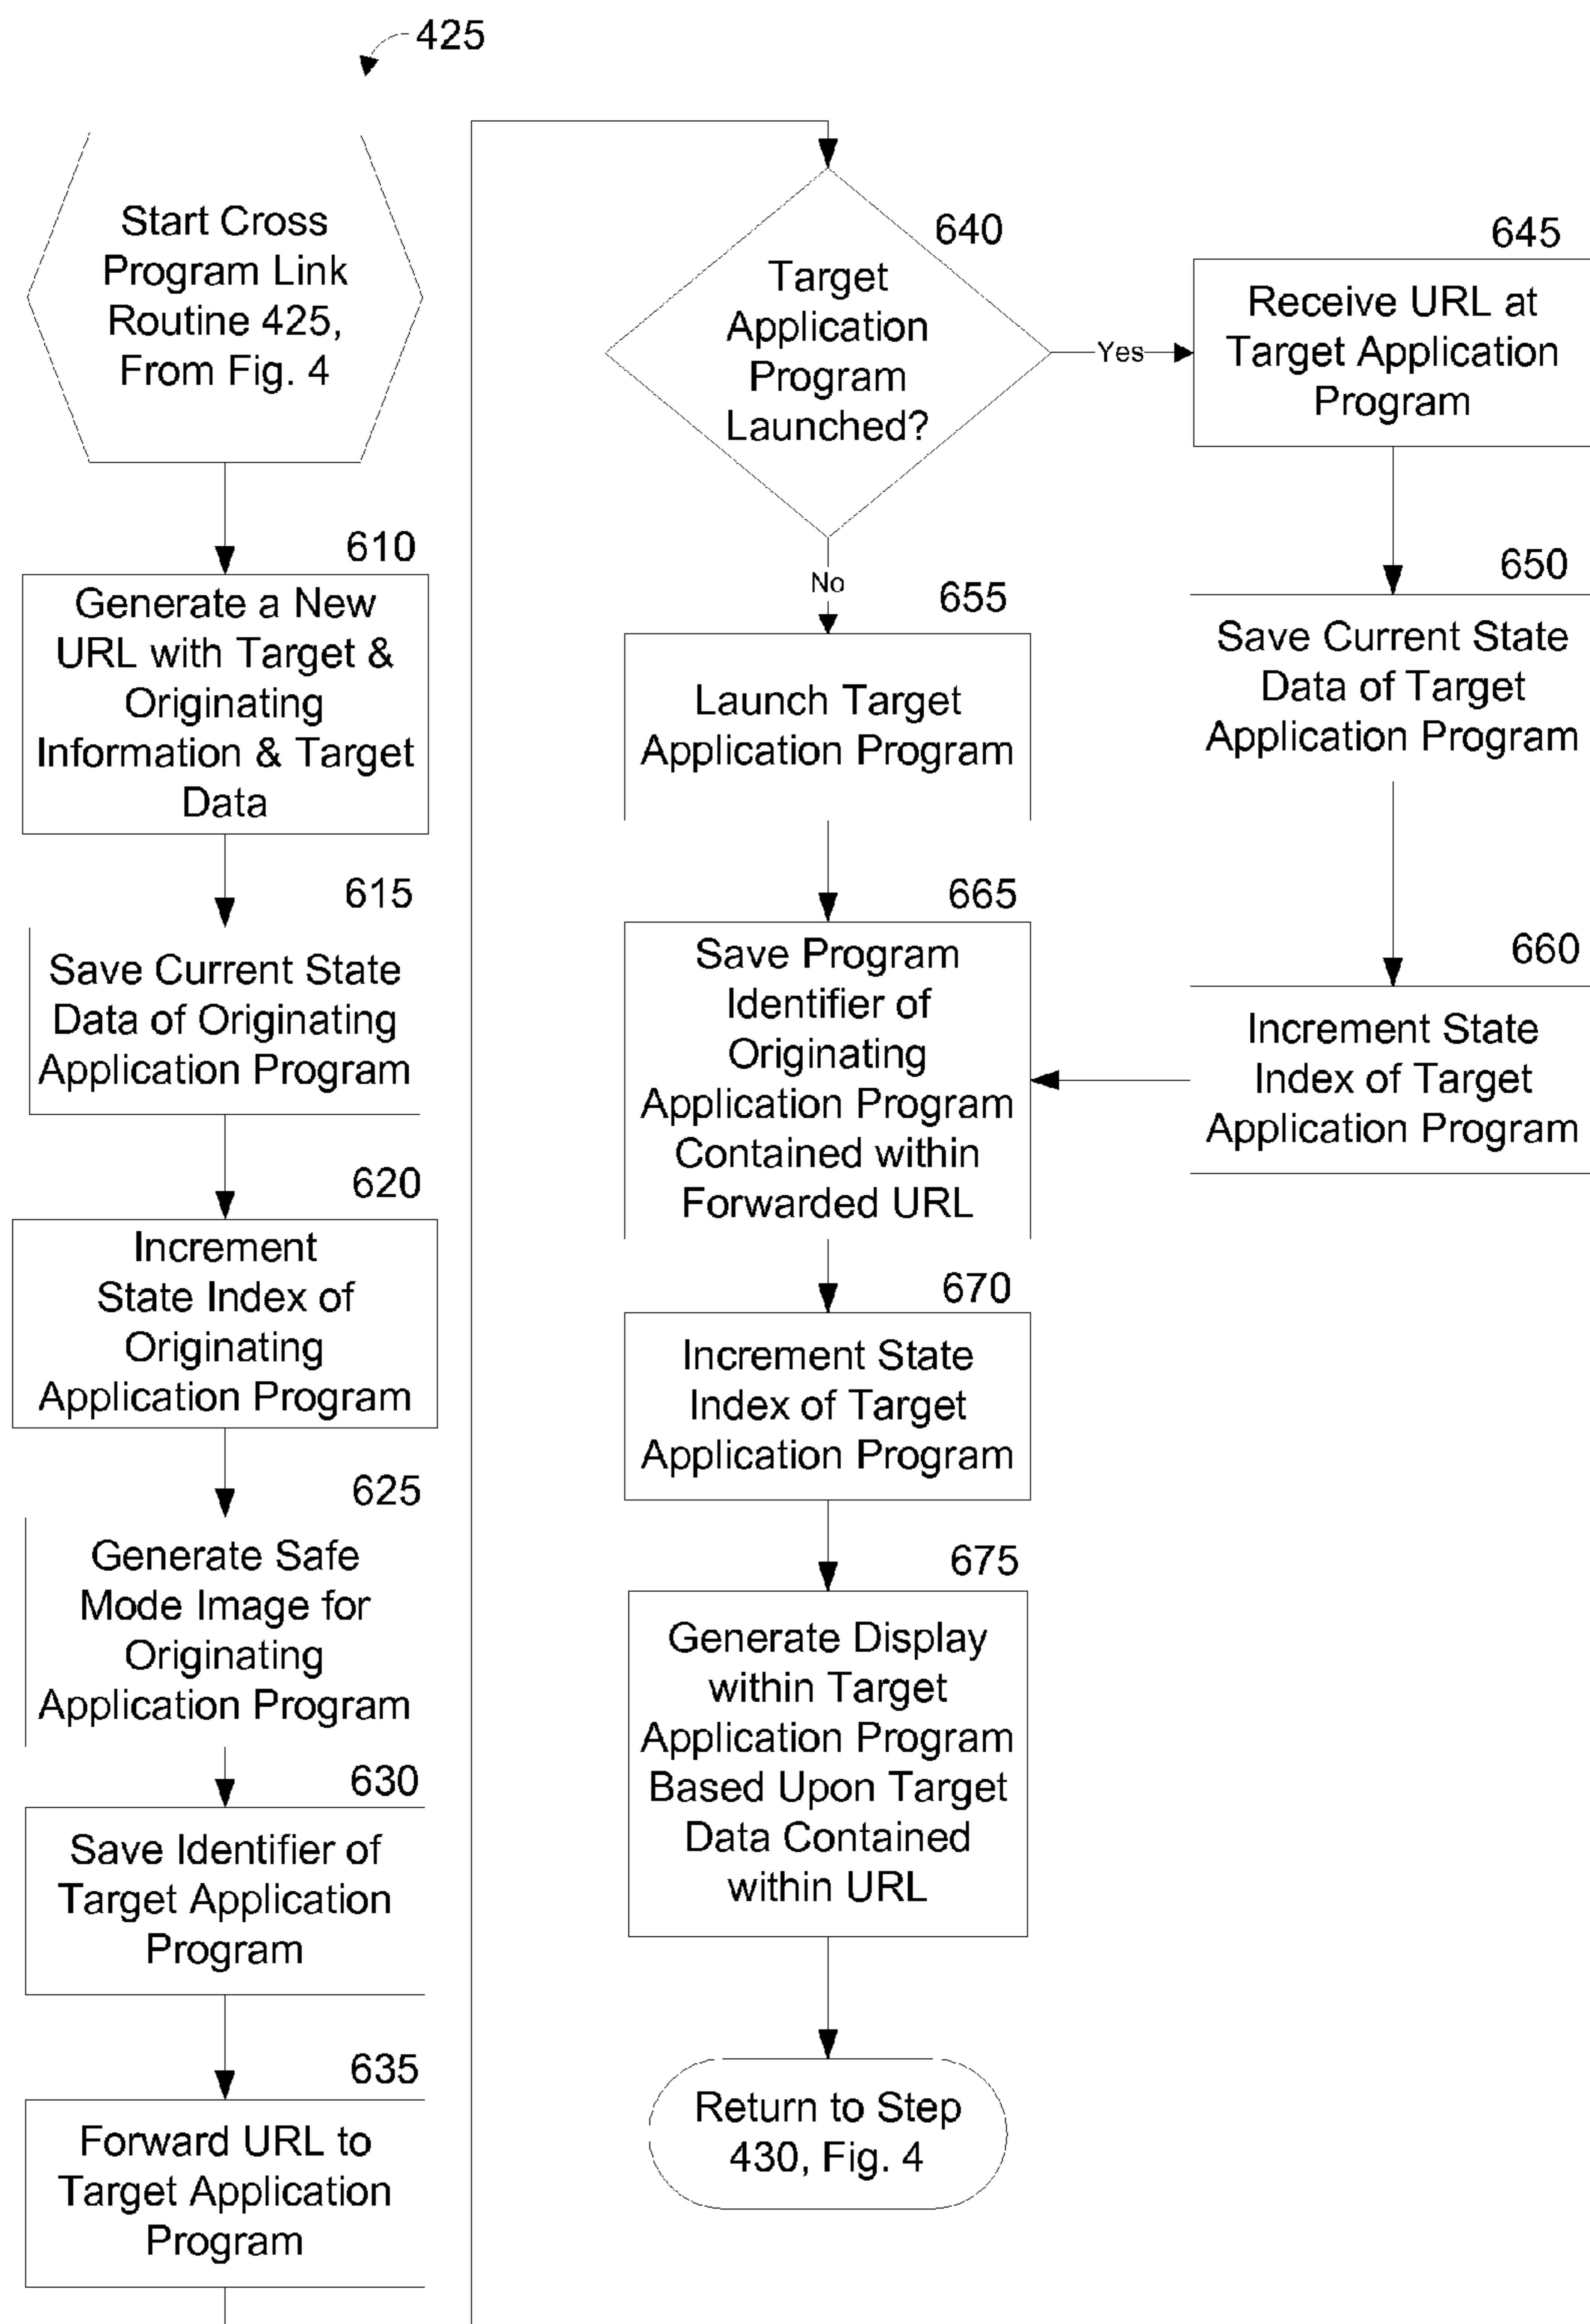 425
Start Cross
Program Link
Routine 425,
From Fig. 4
610
Generate a New
URL with Target &
Originating
Information & Target
Data
615
Save Current State
Data of Originating
Application Program
620
Increment
State Index of
Originating
Application Program
625
Generate Safe
Mode Image for
Originating
Application Program
630
Save Identifier of
Target Application
Program
635
Forward URL to
Target Application
Program
640
Target
Application
Program
Launched?
Yes
No
645
Receive URL at
Target Application
Program
650
Save Current State
Data of Target
Application Program
655
Launch Target
Application Program
660
Increment State
Index of Target
Application Program
665
Save Program
Identifier of
Originating
Application Program
Contained within
Forwarded URL
670
Increment State
Index of Target
Application Program
675
Generate Display
within Target
Application Program
Based Upon Target
Data Contained
within URL
Return to Step
430, Fig. 4